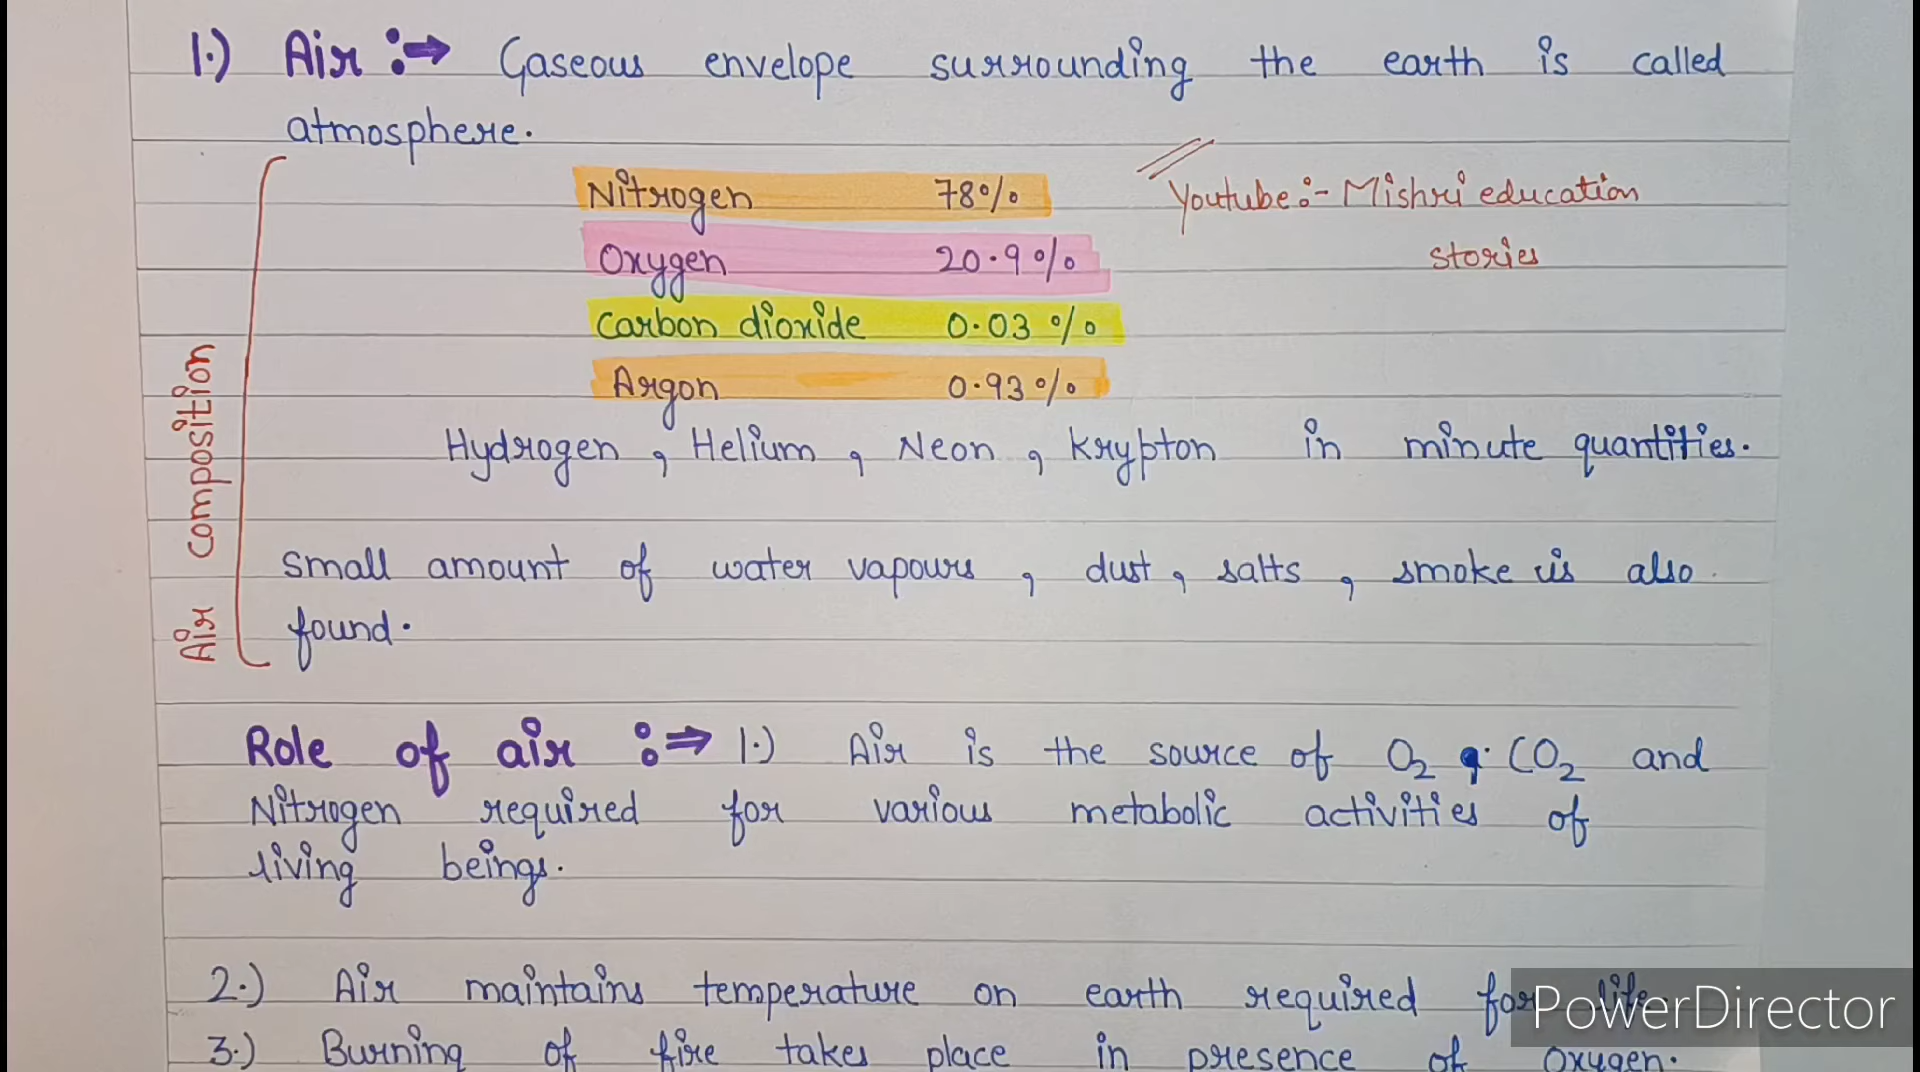 1.) Air :⇒ Gaseous envelope surrounding the earth is called
atmosphere.
Nitrogen 78%
Youtube :- Mishri education
stories
Oxygen 20.9%
Carbon dioxide 0.03%
Argon 0.93%
Hydrogen , Helium , Neon , Krypton in minute quantities.
Air composition
small amount of water vapours , dust , salts , smoke is also
found.
Role of air :⇒ 1.) Air is the source of O₂ , CO₂ and
Nitrogen required for various metabolic activities of
living beings.
2.) Air maintains temperature on earth required for life.
3.) Burning of fire takes place in presence of oxygen.
PowerDirector